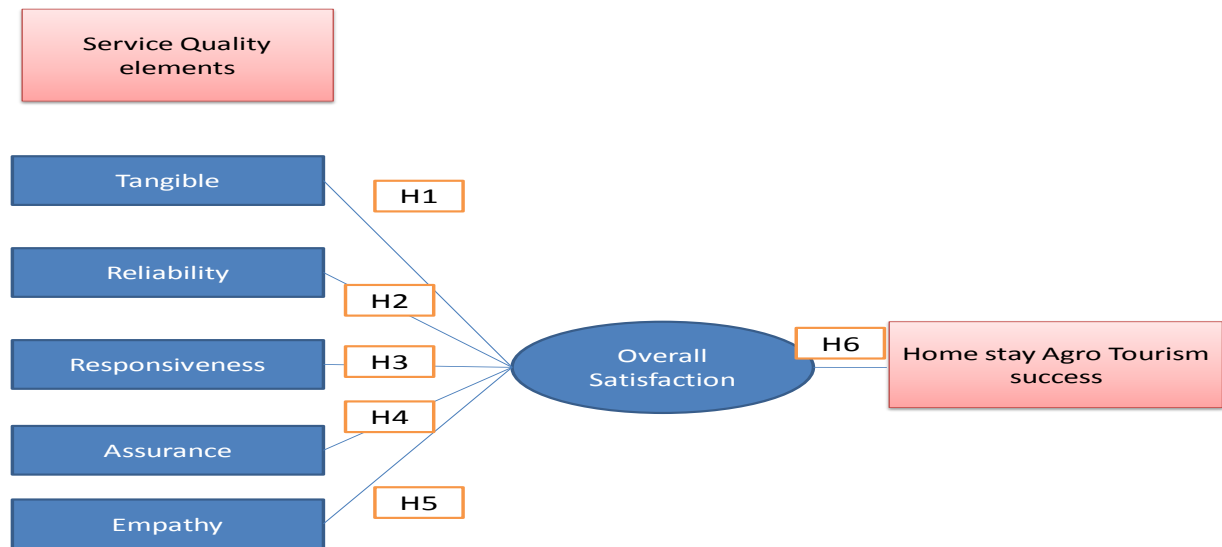 Service Quality
elements
Tangible
H1
Reliability
H2
Responsiveness
H3
Assurance
H4
Empathy
H5
Overall
Satisfaction
H6
Home stay Agro Tourism
success